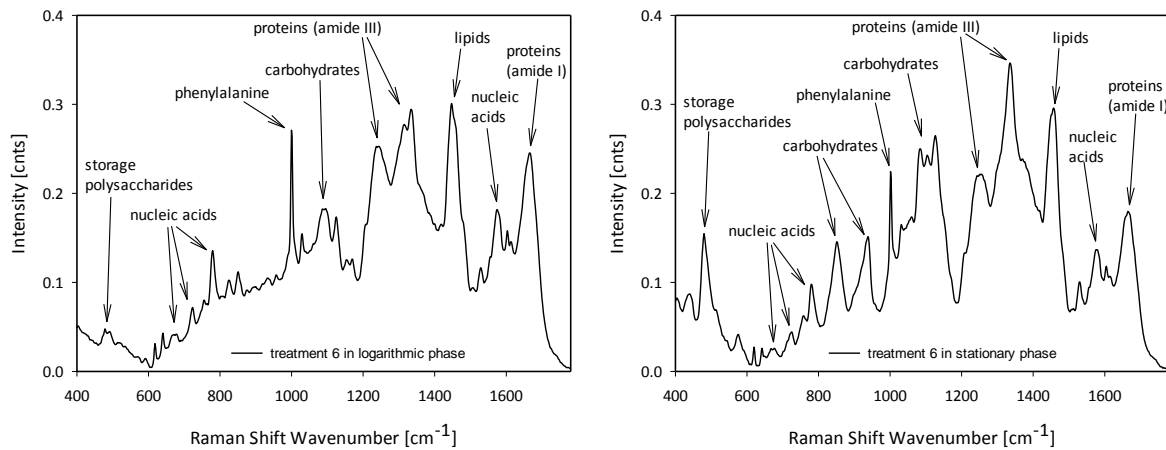 0.4
0.3
0.2
0.1
0.0
Intensity [cnts]
proteins (amide III)
lipids
carbohydrates
proteins
(amide I)
phenylalanine
nucleic
acids
storage
polysaccharides
nucleic acids
treatment 6 in logarithmic phase
400 600 800 1000 1200 1400 1600
Raman Shift Wavenumber [cm-1]
0.4
0.3
0.2
0.1
0.0
Intensity [cnts]
proteins (amide III)
lipids
carbohydrates
phenylalanine
proteins
(amide I)
storage
polysaccharides
carbohydrates
nucleic
acids
nucleic acids
treatment 6 in stationary phase
400 600 800 1000 1200 1400 1600
Raman Shift Wavenumber [cm-1]